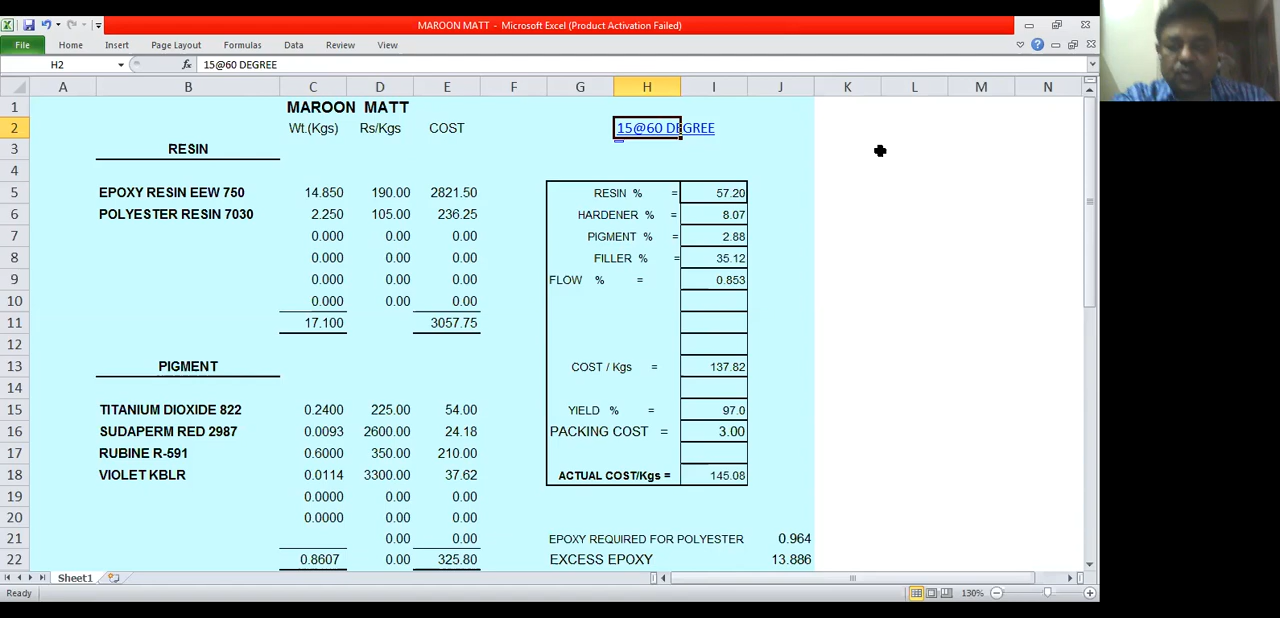 MAROON MATT - Microsoft Excel (Product Activation Failed)
File Home Insert Page Layout Formulas Data Review View
H2 fx 15@60 DEGREE
A B C D E F G H I J K L M N
1 MAROON MATT
2 Wt.(Kgs) Rs/Kgs COST 15@60 DEGREE
3 RESIN
4
5 EPOXY RESIN EEW 750 14.850 190.00 2821.50 RESIN % = 57.20
6 POLYESTER RESIN 7030 2.250 105.00 236.25 HARDENER % = 8.07
7 0.000 0.00 0.00 PIGMENT % = 2.88
8 0.000 0.00 0.00 FILLER % = 35.12
9 0.000 0.00 0.00 FLOW % = 0.853
10 0.000 0.00 0.00
11 17.100 3057.75
12
13 PIGMENT COST / Kgs = 137.82
14
15 TITANIUM DIOXIDE 822 0.2400 225.00 54.00 YIELD % = 97.0
16 SUDAPERM RED 2987 0.0093 2600.00 24.18 PACKING COST = 3.00
17 RUBINE R-591 0.6000 350.00 210.00
18 VIOLET KBLR 0.0114 3300.00 37.62 ACTUAL COST/Kgs = 145.08
19 0.0000 0.00 0.00
20 0.0000 0.00 0.00
21 0.00 0.00 EPOXY REQUIRED FOR POLYESTER 0.964
22 0.8607 0.00 325.80 EXCESS EPOXY 13.886
Sheet1
Ready 130%